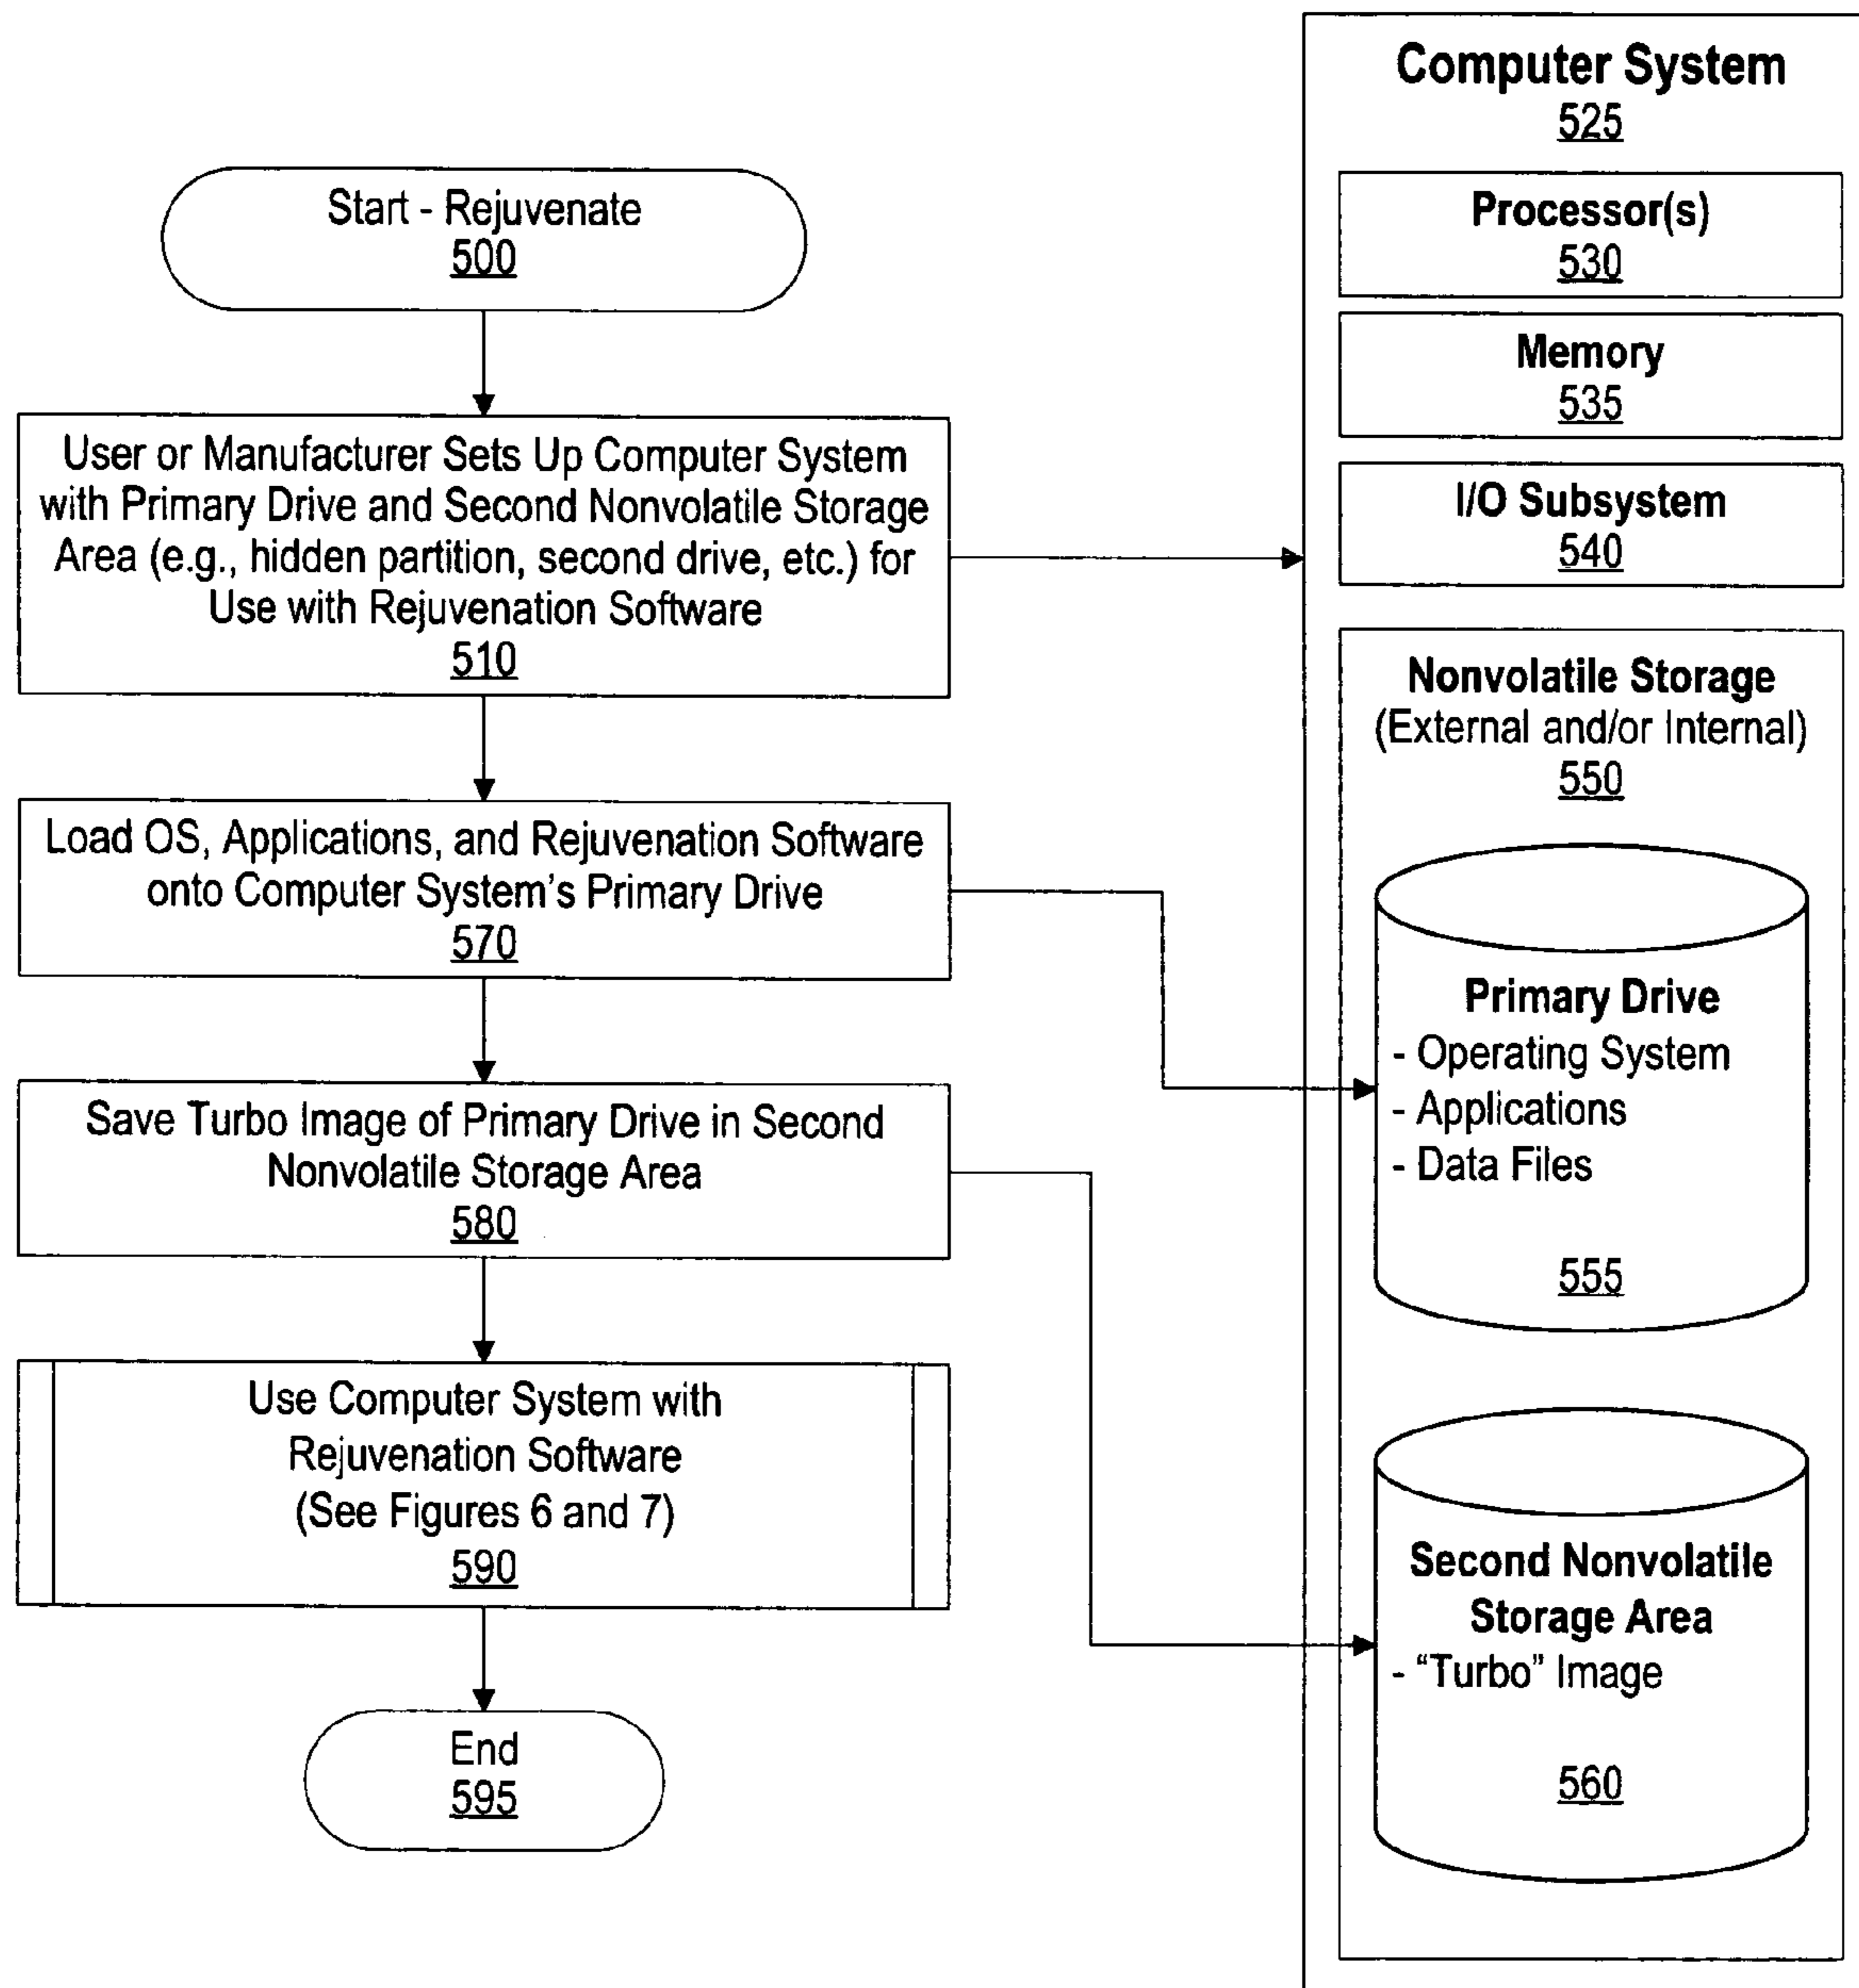 Start - Rejuvenate
500
User or Manufacturer Sets Up Computer System
with Primary Drive and Second Nonvolatile Storage
Area (e.g., hidden partition, second drive, etc.) for
Use with Rejuvenation Software
510
Load OS, Applications, and Rejuvenation Software
onto Computer System's Primary Drive
570
Save Turbo Image of Primary Drive in Second
Nonvolatile Storage Area
580
Use Computer System with
Rejuvenation Software
(See Figures 6 and 7)
590
End
595
Computer System
525
Processor(s)
530
Memory
535
I/O Subsystem
540
Nonvolatile Storage
(External and/or Internal)
550
Primary Drive
- Operating System
- Applications
- Data Files
555
Second Nonvolatile
Storage Area
- “Turbo” Image
560